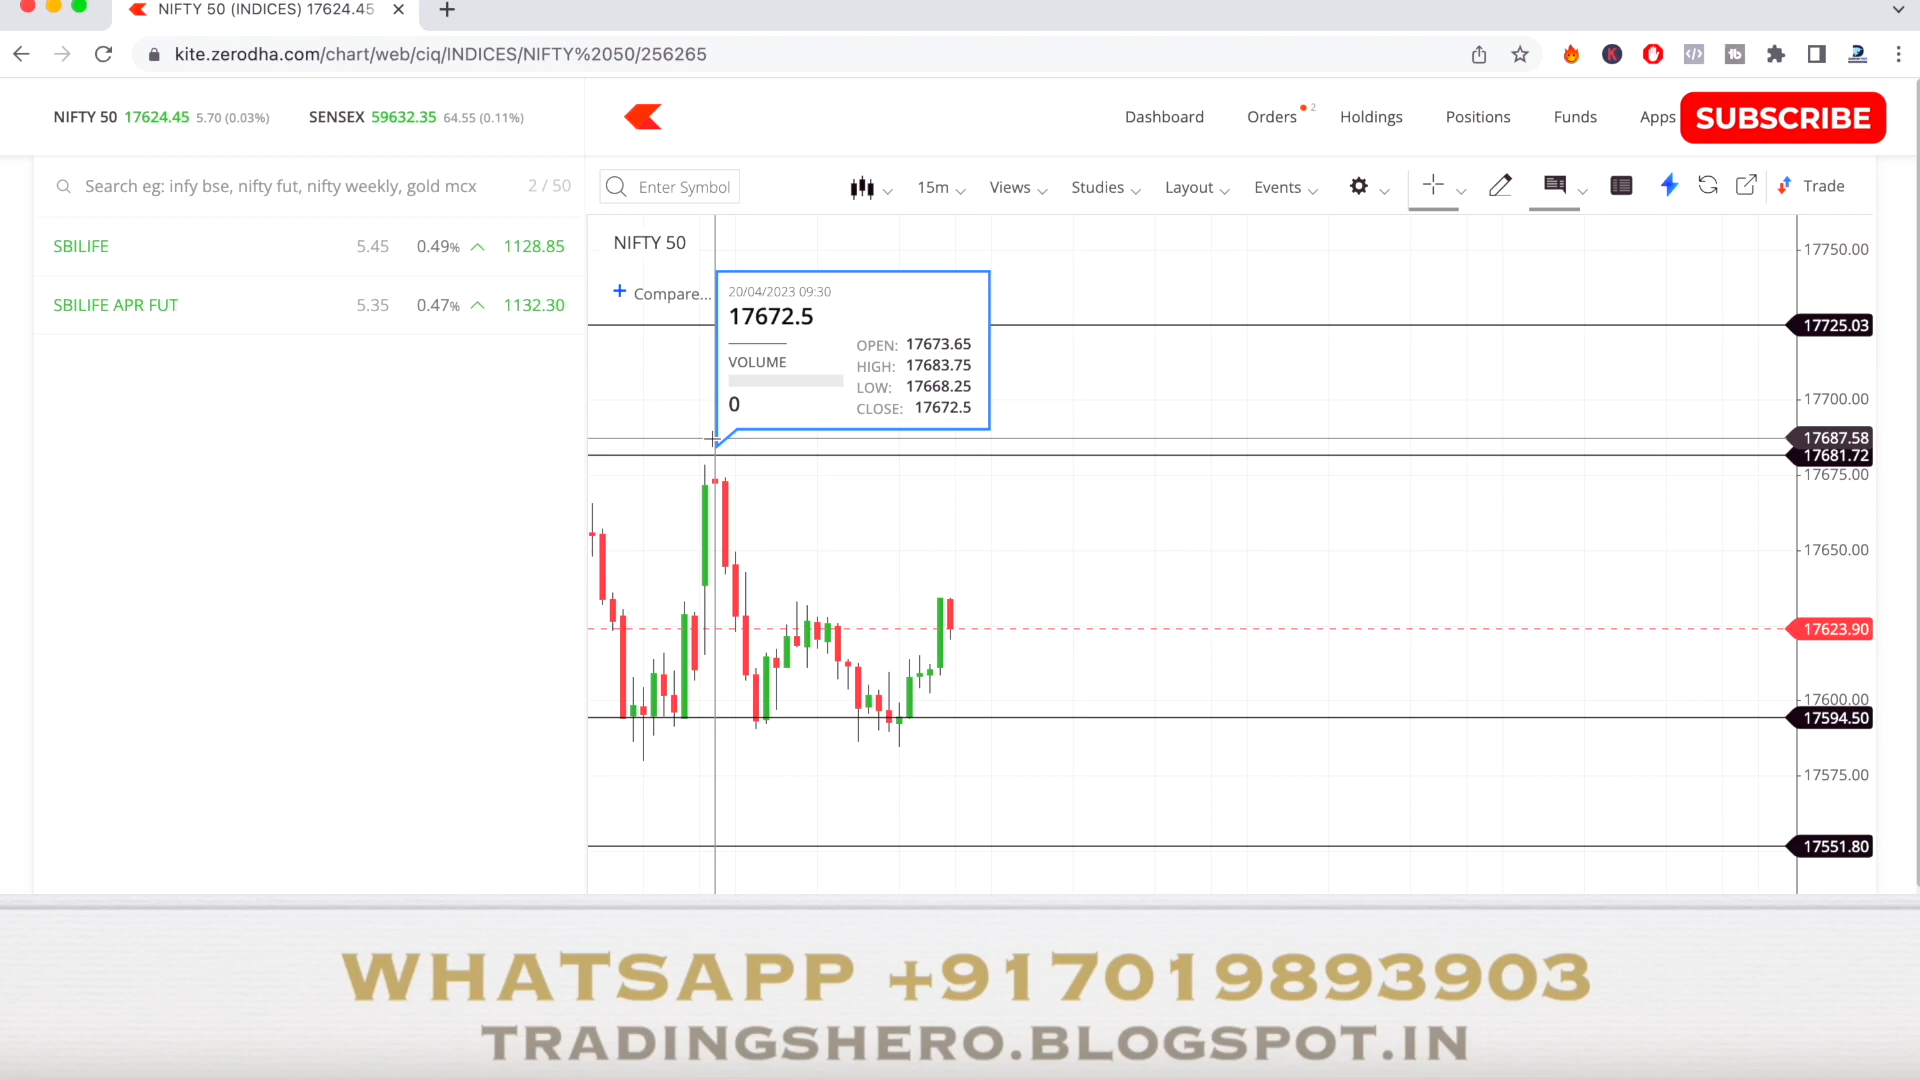 NIFTY 50 (INDICES) 17624.45
kite.zerodha.com/chart/web/ciq/INDICES/NIFTY%2050/256265
NIFTY 50 17624.45 5.70 (0.03%) SENSEX 59632.35 64.55 (0.11%)
Dashboard Orders 2 Holdings Positions Funds Apps SUBSCRIBE
Search eg: infy bse, nifty fut, nifty weekly, gold mcx 2 / 50
Enter Symbol 15m Views Studies Layout Events Trade
SBILIFE 5.45 0.49% 1128.85
SBILIFE APR FUT 5.35 0.47% 1132.30
NIFTY 50
+ Compare...
20/04/2023 09:30
17672.5
VOLUME
0
OPEN: 17673.65
HIGH: 17683.75
LOW: 17668.25
CLOSE: 17672.5
17750.00
17725.03
17700.00
17687.58
17681.72
17675.00
17650.00
17623.90
17600.00
17594.50
17575.00
17551.80
WHATSAPP +917019893903
TRADINGSHERO.BLOGSPOT.IN